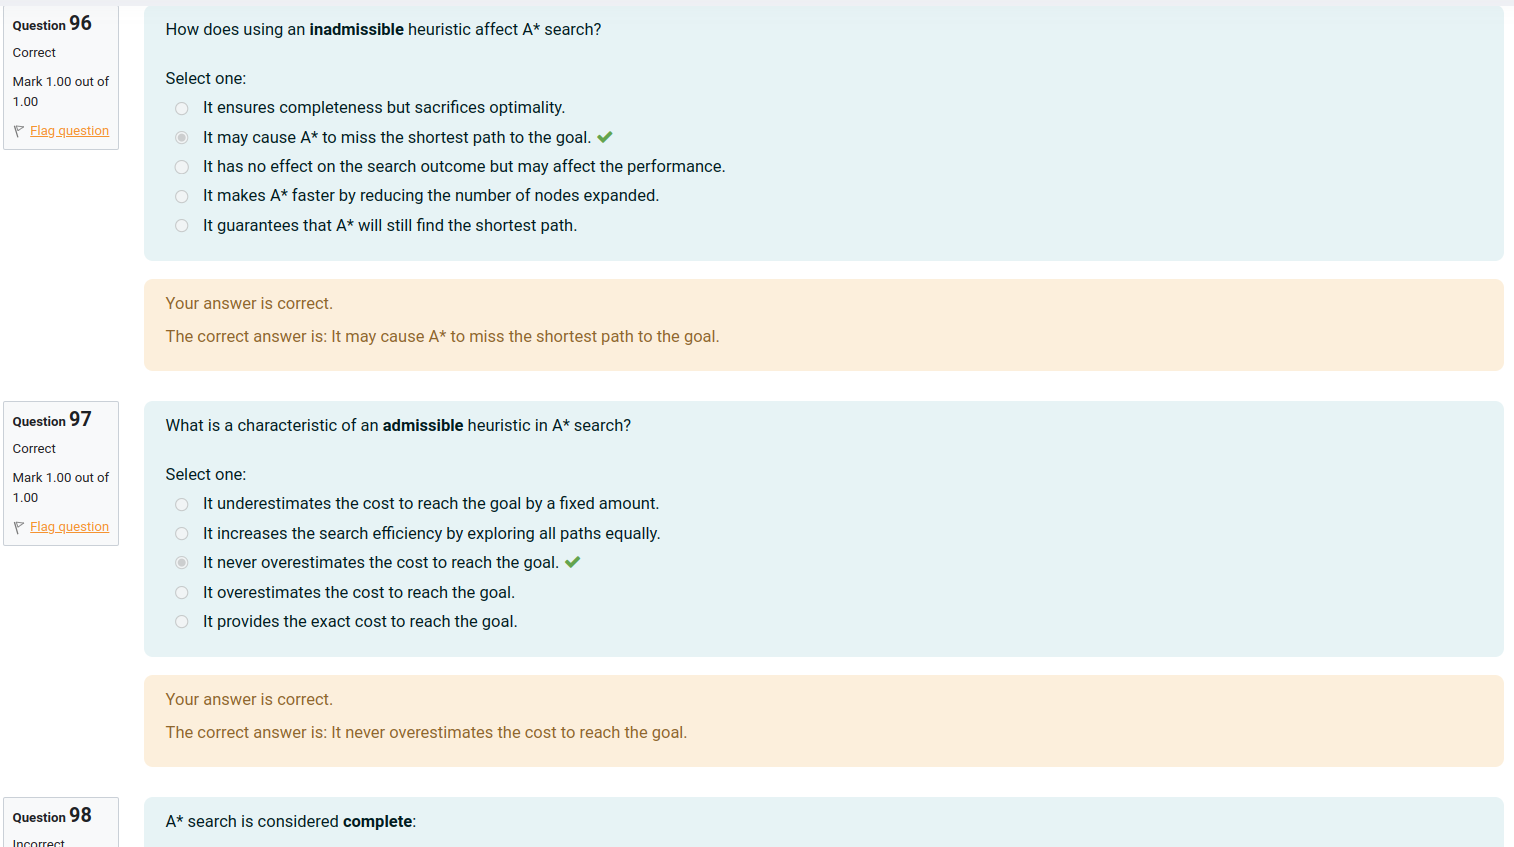 Question 96
Correct
Mark 1.00 out of
1.00
Flag question
How does using an inadmissible heuristic affect A* search?
Select one:
It ensures completeness but sacrifices optimality.
It may cause A* to miss the shortest path to the goal.
It has no effect on the search outcome but may affect the performance.
It makes A* faster by reducing the number of nodes expanded.
It guarantees that A* will still find the shortest path.
Your answer is correct.
The correct answer is: It may cause A* to miss the shortest path to the goal.
Question 97
Correct
Mark 1.00 out of
1.00
Flag question
What is a characteristic of an admissible heuristic in A* search?
Select one:
It underestimates the cost to reach the goal by a fixed amount.
It increases the search efficiency by exploring all paths equally.
It never overestimates the cost to reach the goal.
It overestimates the cost to reach the goal.
It provides the exact cost to reach the goal.
Your answer is correct.
The correct answer is: It never overestimates the cost to reach the goal.
Question 98
Incorrect
A* search is considered complete: